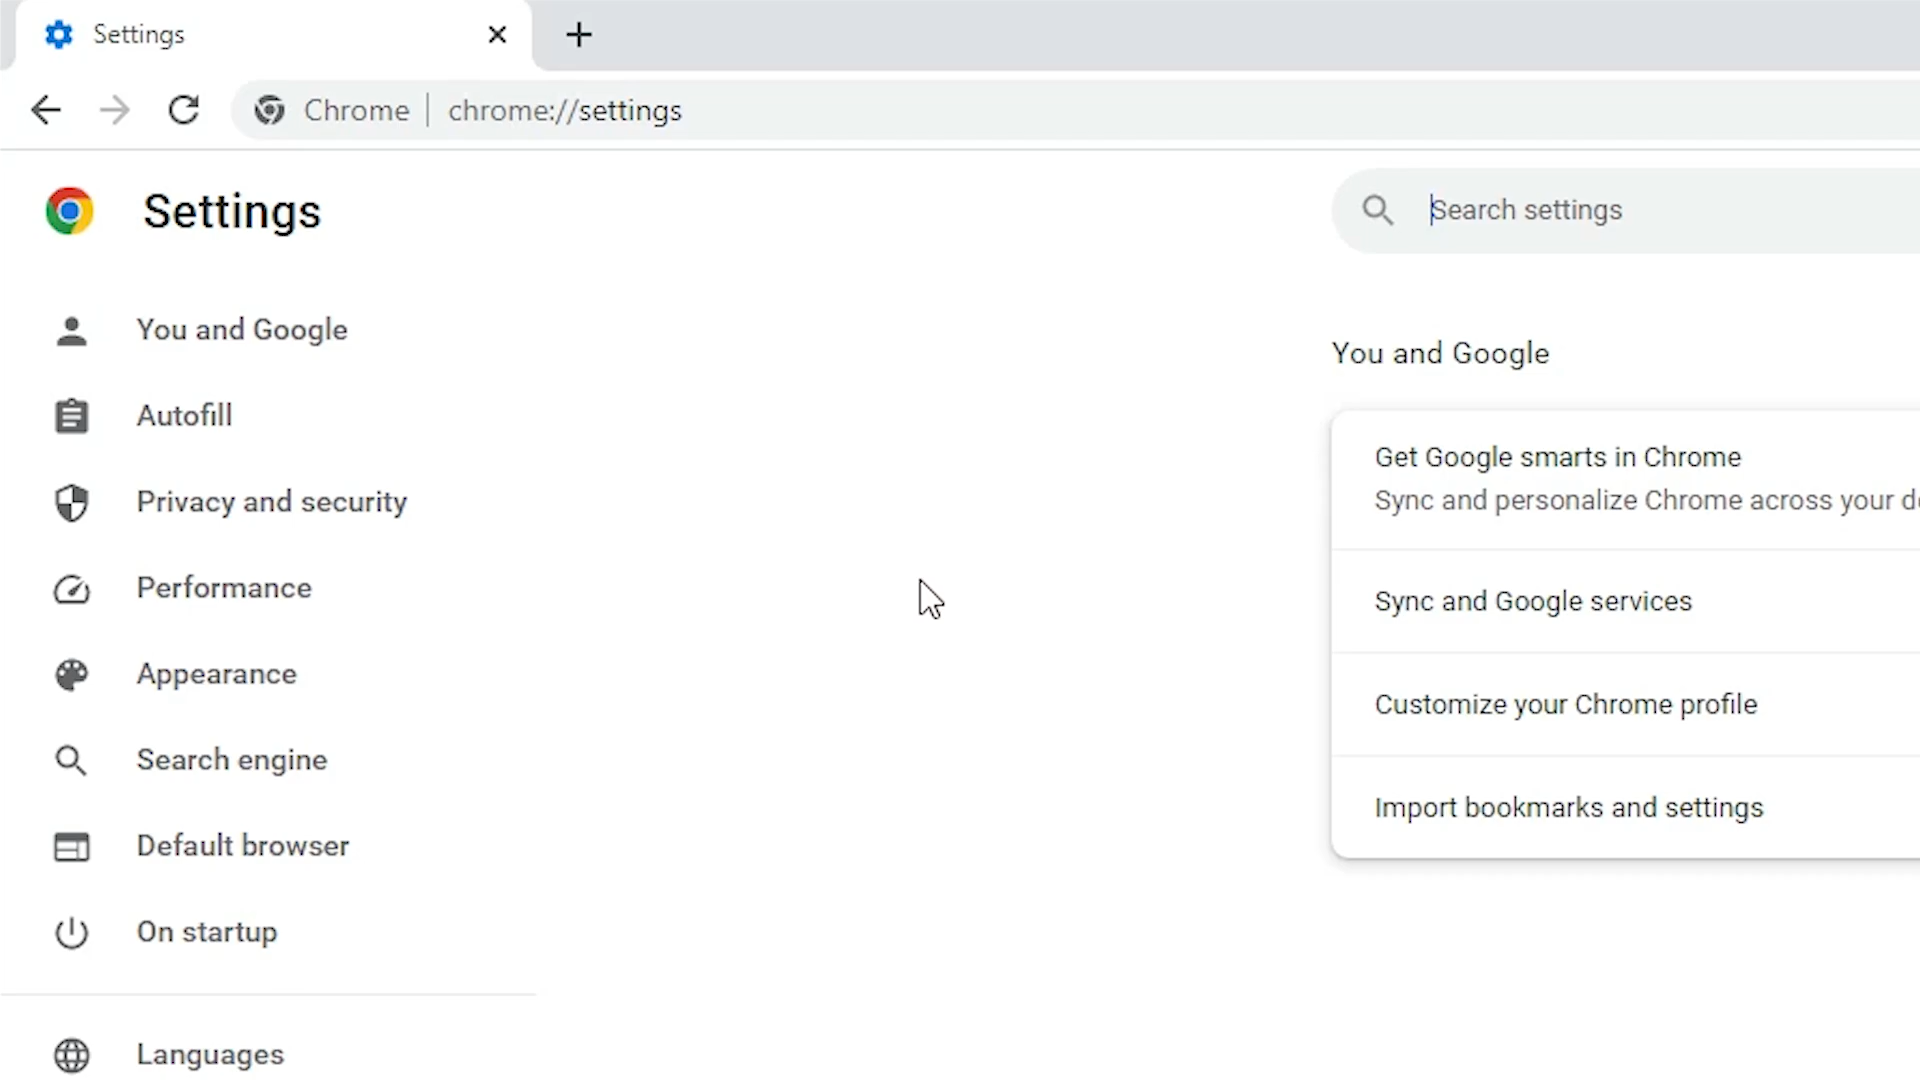 Settings
Chrome | chrome://settings
Settings
Search settings
You and Google
Autofill
Privacy and security
Performance
Appearance
Search engine
Default browser
On startup
Languages
You and Google
Get Google smarts in Chrome
Sync and personalize Chrome across your
Sync and Google services
Customize your Chrome profile
Import bookmarks and settings